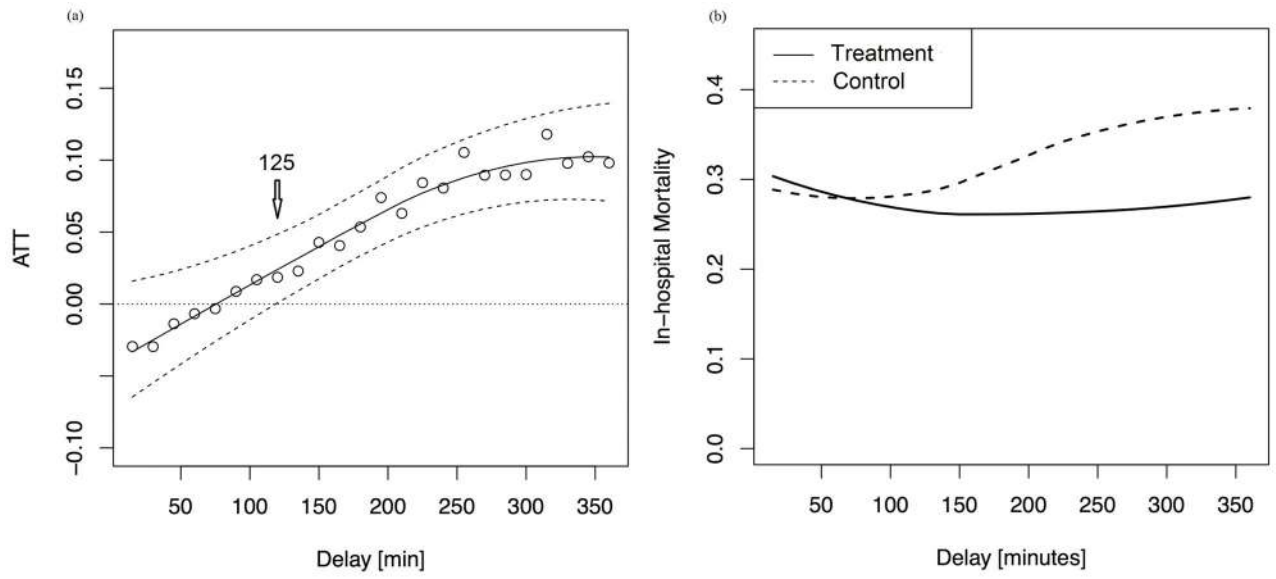 (a)
ATT
0.15
0.10
0.05
0.00
−0.10
125
50 100 150 200 250 300 350
Delay [min]
(b)
Treatment
Control
In−hospital Mortality
0.4
0.3
0.2
0.1
0.0
50 100 150 200 250 300 350
Delay [minutes]